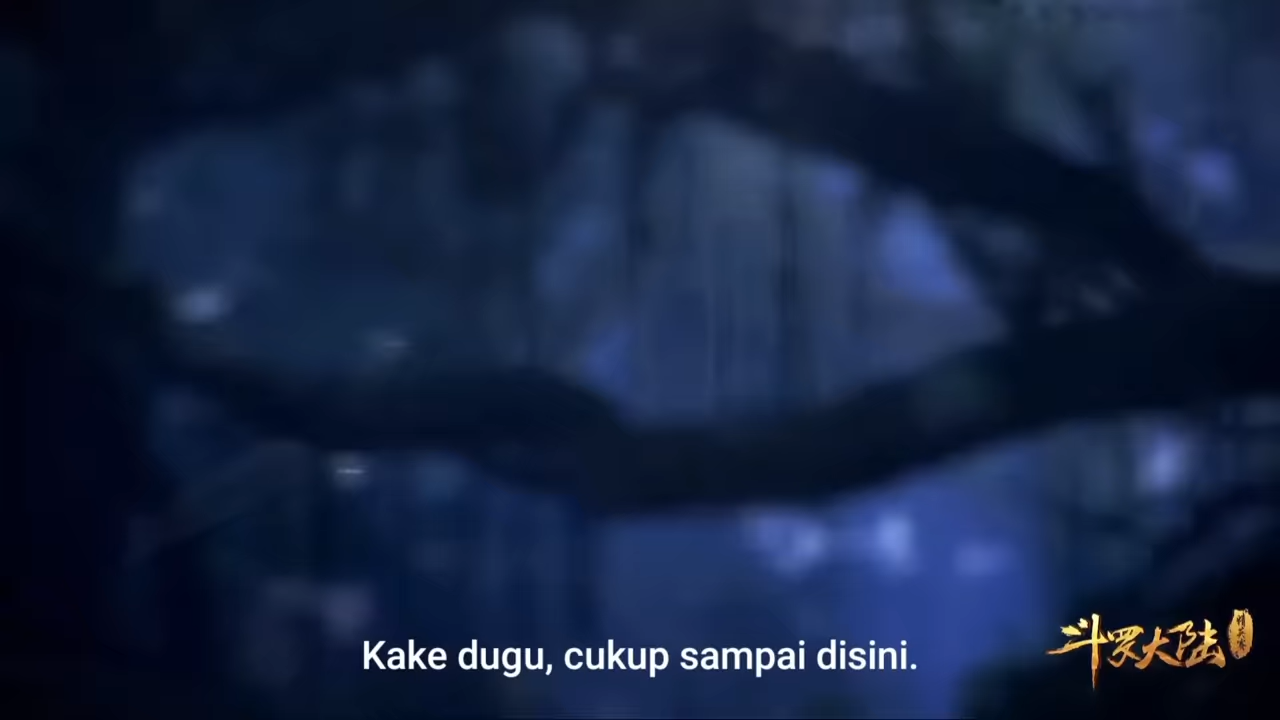 Kake dugu, cukup sampai disini.
斗罗大陆